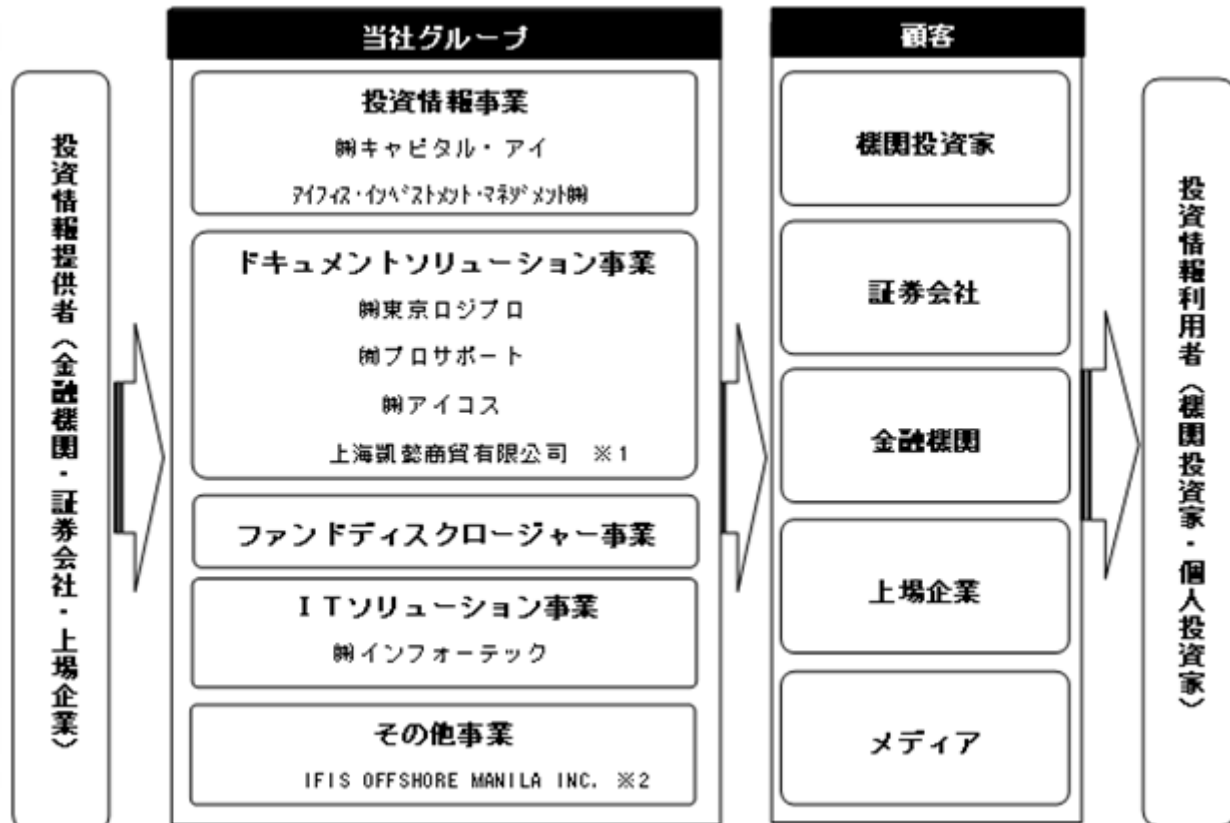 投資情報提供者（金融機関・証券会社・上場企業）
当社グループ
投資情報事業
㈱キャピタル・アイ
ｱｲﾌｨｽ･ｲﾝﾍﾞｽﾄﾒﾝﾄ･ﾏﾈｼﾞﾒﾝﾄ㈱
ドキュメントソリューション事業
㈱東京ロジプロ
㈲プロサポート
㈱アイコス
上海凱懿商貿有限公司　※1
ファンドディスクロージャー事業
ＩＴソリューション事業
㈱インフォーテック
その他事業
IFIS OFFSHORE MANILA INC. ※2
顧客
機関投資家
証券会社
金融機関
上場企業
メディア
投資情報利用者（機関投資家・個人投資家）